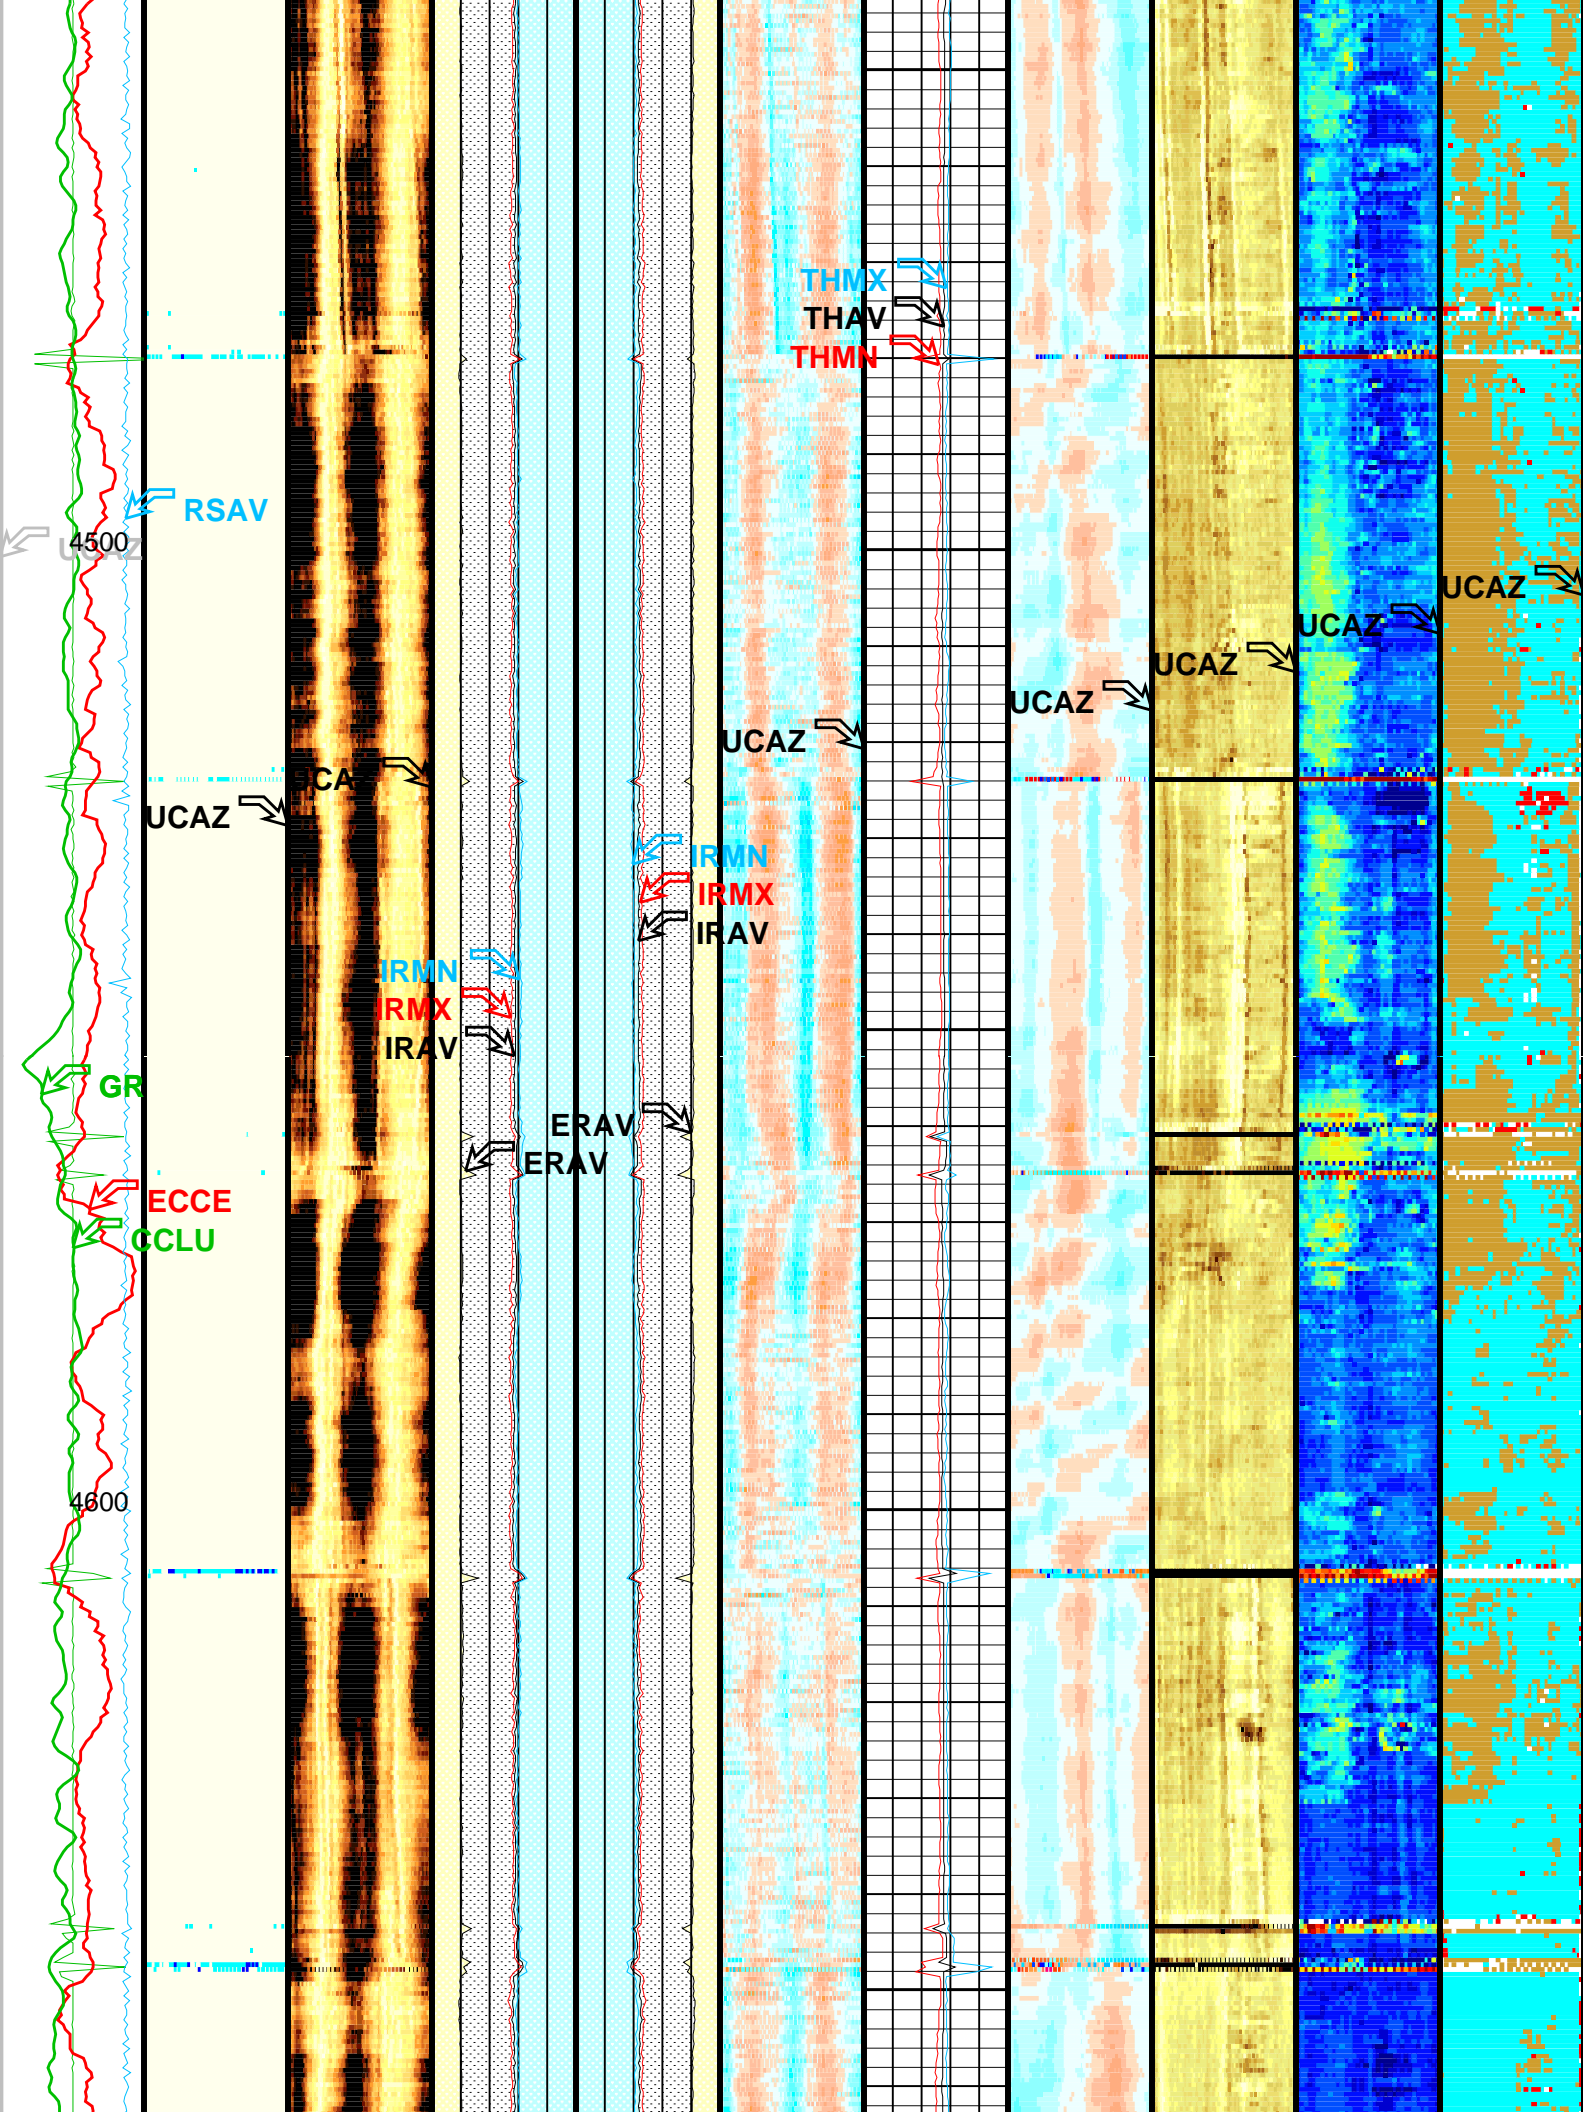 THMX
THAV
THMN
RSAV
4500
UCAZ
UCAZ
UCAZ
UCAZ
UCAZ
UCAZ
UCA
UCAZ
IRMN
IRMX
IRAV
IRMN
IRMX
IRAV
GR
ERAV
ERAV
ECCE
CCLU
4600